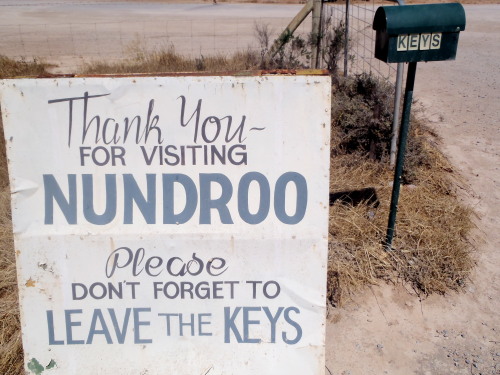 Thank You~
FOR VISITING
NUNDROO
Please
DON'T FORGET TO
LEAVE THE KEYS
KEYS